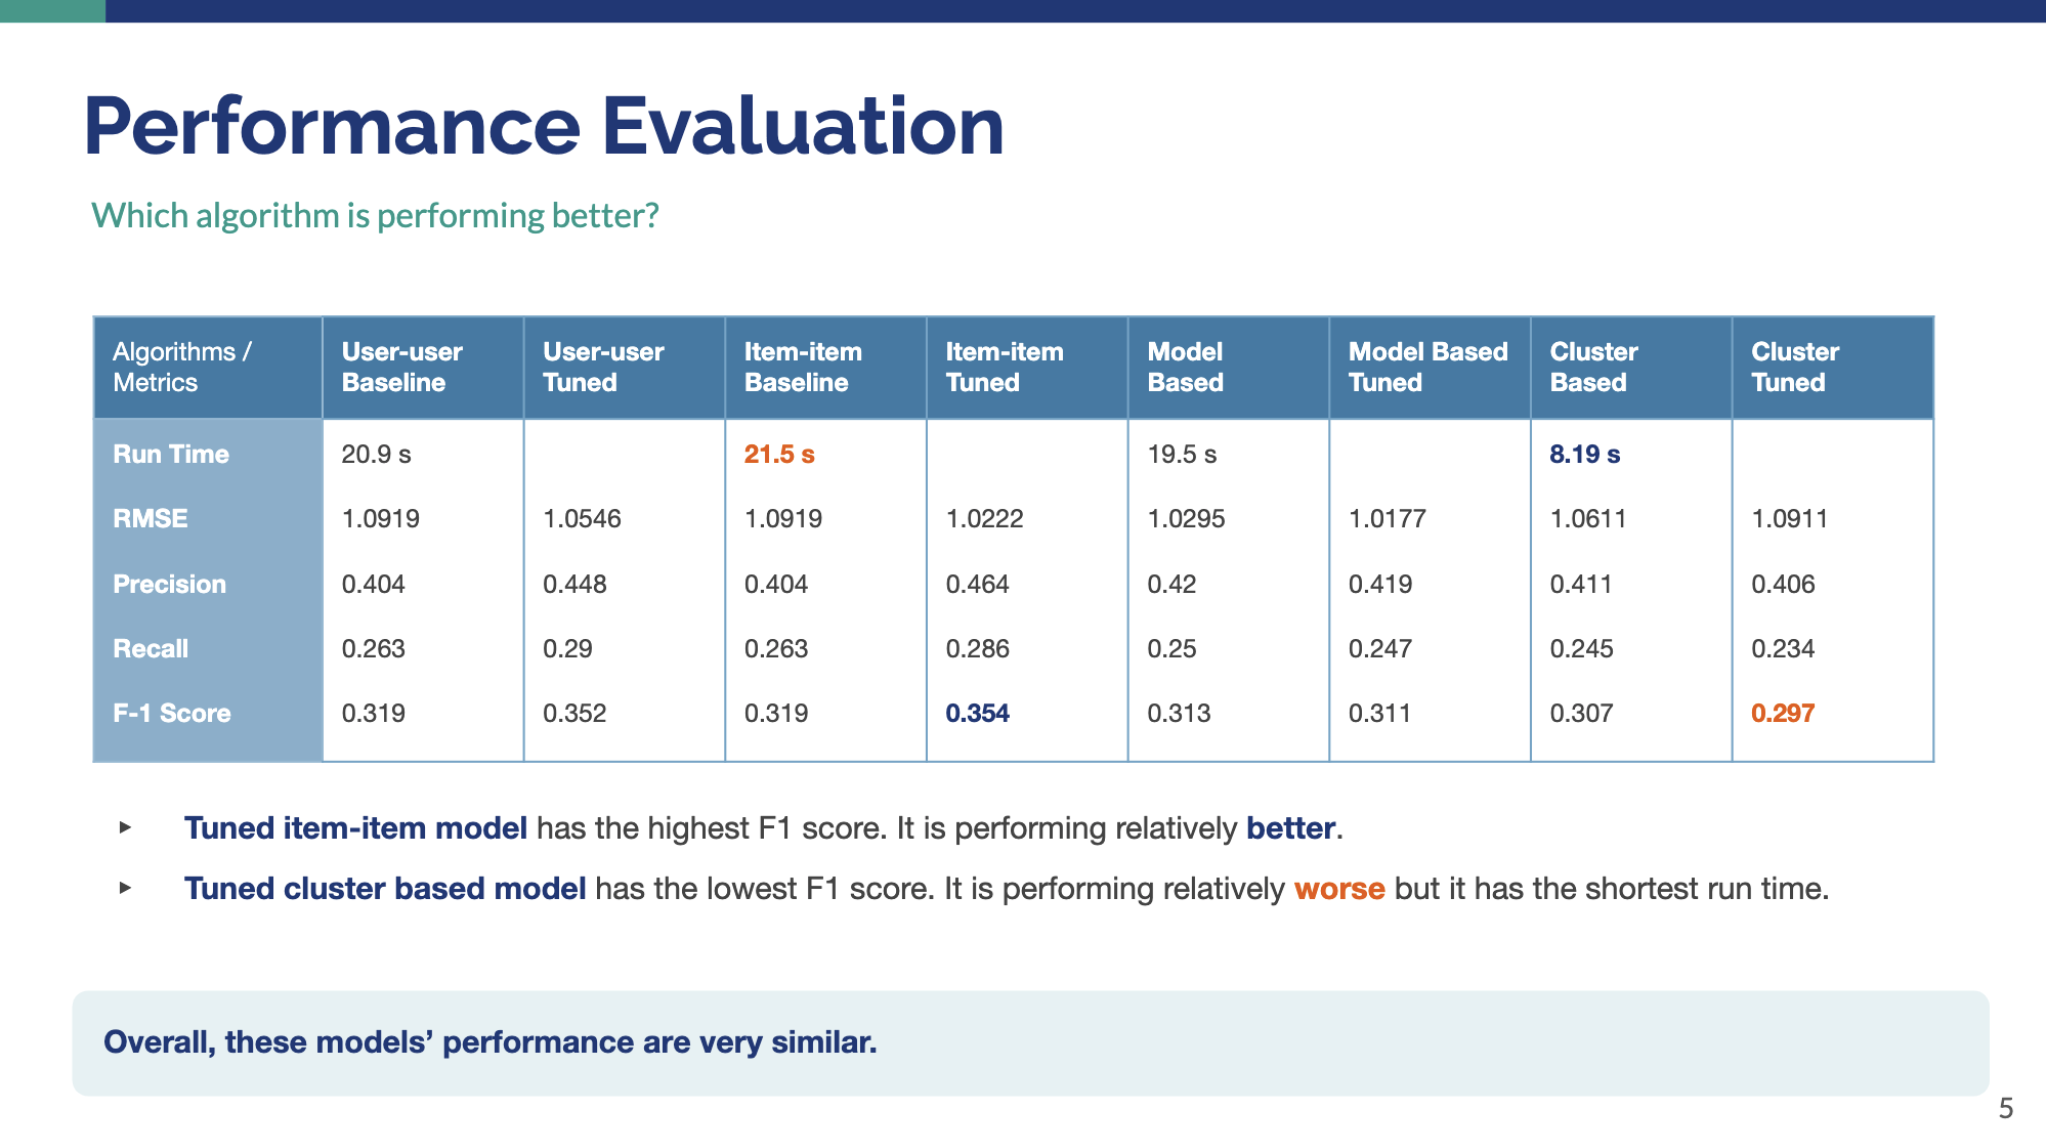 Performance Evaluation
Which algorithm is performing better?
Algorithms / Metrics User-user Baseline User-user Tuned Item-item Baseline Item-item Tuned Model Based Model Based Tuned Cluster Based Cluster Tuned
Run Time 20.9 s 21.5 s 19.5 s 8.19 s
RMSE 1.0919 1.0546 1.0919 1.0222 1.0295 1.0177 1.0611 1.0911
Precision 0.404 0.448 0.404 0.464 0.42 0.419 0.411 0.406
Recall 0.263 0.29 0.263 0.286 0.25 0.247 0.245 0.234
F-1 Score 0.319 0.352 0.319 0.354 0.313 0.311 0.307 0.297
▸ Tuned item-item model has the highest F1 score. It is performing relatively better.
▸ Tuned cluster based model has the lowest F1 score. It is performing relatively worse but it has the shortest run time.
Overall, these models’ performance are very similar.
5